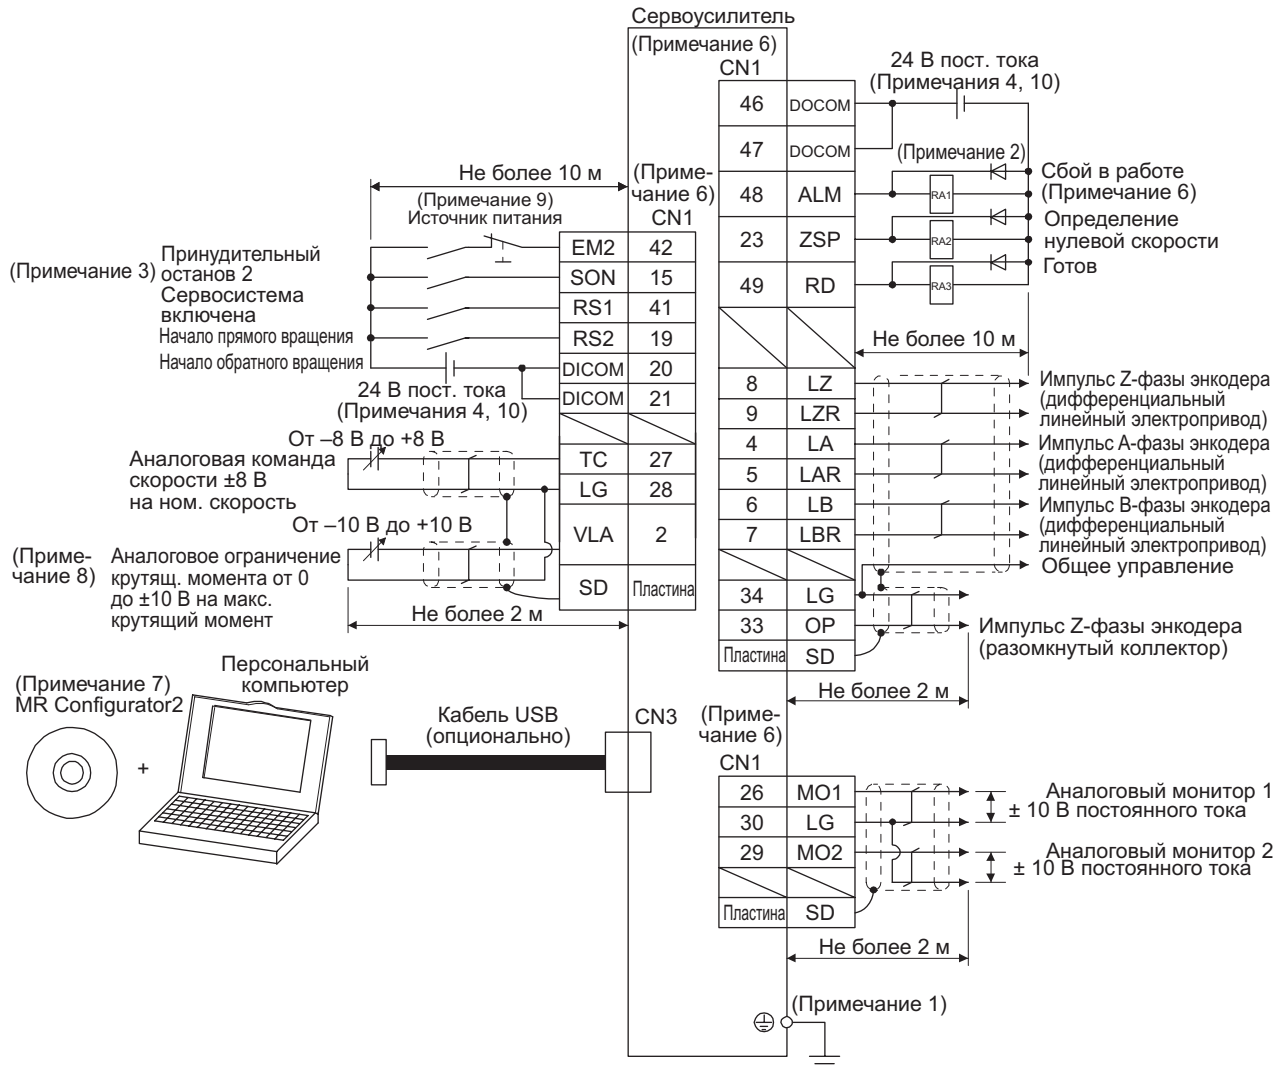 Сервоусилитель
(Примечание 6)
CN1
24 В пост. тока
(Примечания 4, 10)
46 DOCOM
47 DOCOM
(Примечание 2)
48 ALM
RA1
Сбой в работе
(Примечание 6)
23 ZSP
RA2
Определение
нулевой скорости
49 RD
RA3
Готов
Не более 10 м
(Приме-
чание 6)
CN1
(Примечание 9)
Источник питания
(Примечание 3)
Принудительный
останов 2
Сервосистема
включена
Начало прямого вращения
Начало обратного вращения
EM2 42
SON 15
RS1 41
RS2 19
DICOM 20
DICOM 21
24 В пост. тока
(Примечания 4, 10)
От –8 В до +8 В
Аналоговая команда
скорости ±8 В
на ном. скорость
TC 27
LG 28
От –10 В до +10 В
VLA 2
(Приме-
чание 8)
Аналоговое ограничение
крутящ. момента от 0
до ±10 В на макс.
крутящий момент
SD Пластина
Не более 2 м
Не более 10 м
8 LZ
9 LZR
Импульс Z-фазы энкодера
(дифференциальный
линейный электропривод)
4 LA
5 LAR
Импульс A-фазы энкодера
(дифференциальный
линейный электропривод)
6 LB
7 LBR
Импульс B-фазы энкодера
(дифференциальный
линейный электропривод)
Общее управление
34 LG
33 OP
Импульс Z-фазы энкодера
(разомкнутый коллектор)
Пластина SD
Не более 2 м
(Примечание 7)
MR Configurator2
Персональный
компьютер
+
Кабель USB
(опционально)
CN3
(Приме-
чание 6)
CN1
26 MO1
30 LG
29 MO2
Аналоговый монитор 1
± 10 В постоянного тока
Аналоговый монитор 2
± 10 В постоянного тока
Пластина SD
Не более 2 м
(Примечание 1)